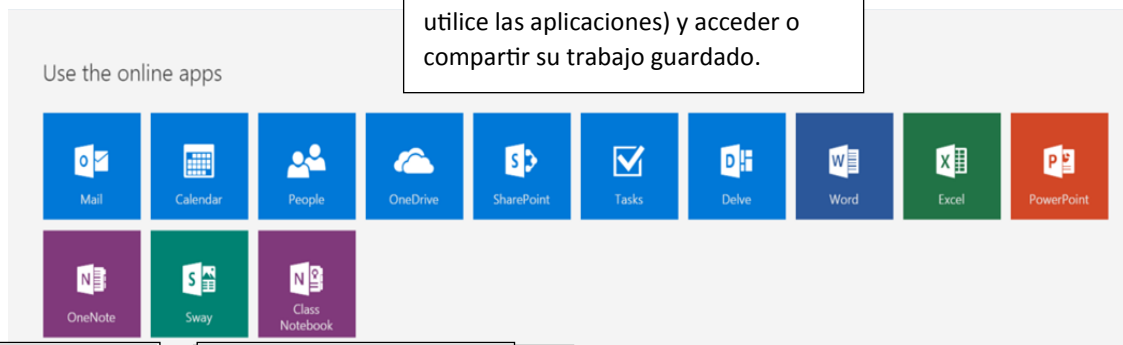 utilice las aplicaciones) y acceder o
compartir su trabajo guardado.
Use the online apps
Mail Calendar People OneDrive SharePoint Tasks Delve Word Excel PowerPoint
OneNote Sway Class Notebook